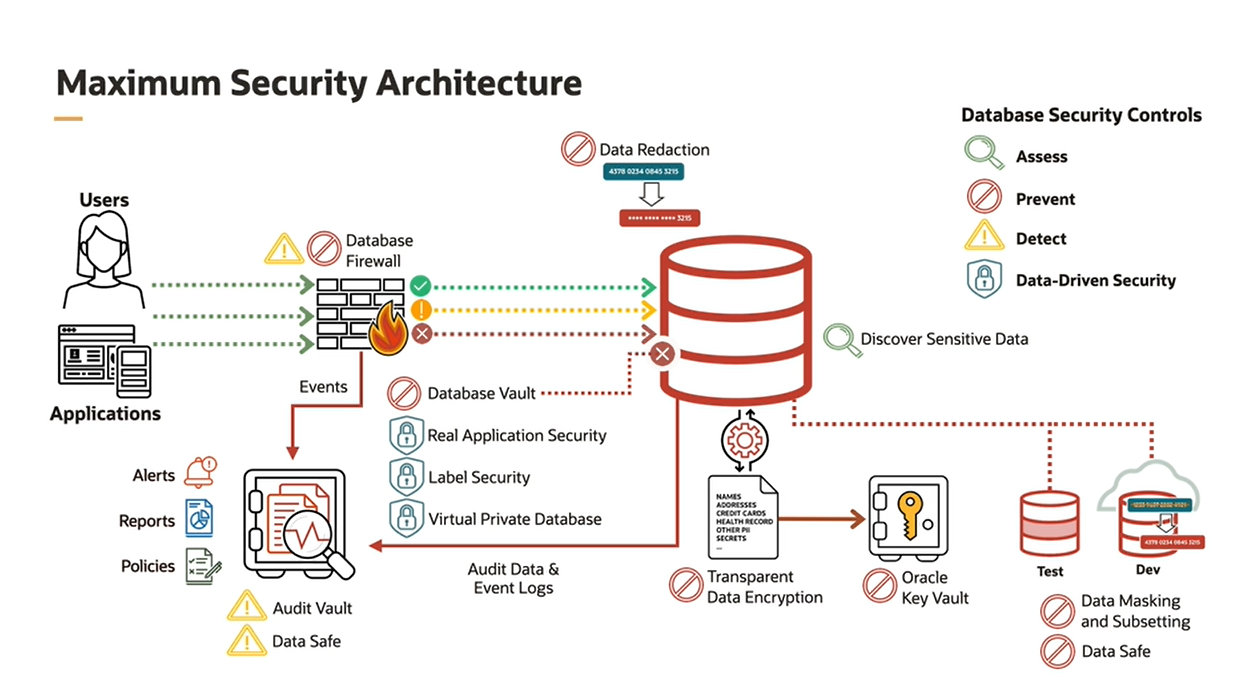 Maximum Security Architecture
Database Security Controls
Assess
Prevent
Detect
Data-Driven Security
Data Redaction
4378 0234 0845 3215
•••• •••• •••• 3215
Users
Applications
Database
Firewall
Discover Sensitive Data
Events
Database Vault
Real Application Security
Label Security
Virtual Private Database
Alerts
Reports
Policies
Audit Vault
Data Safe
Audit Data &
Event Logs
NAMES
ADDRESSES
CREDIT CARDS
HEALTH RECORD
OTHER PII
SECRETS
Transparent
Data Encryption
Oracle
Key Vault
Test
Dev
4378 0845 3215
Data Masking
and Subsetting
Data Safe